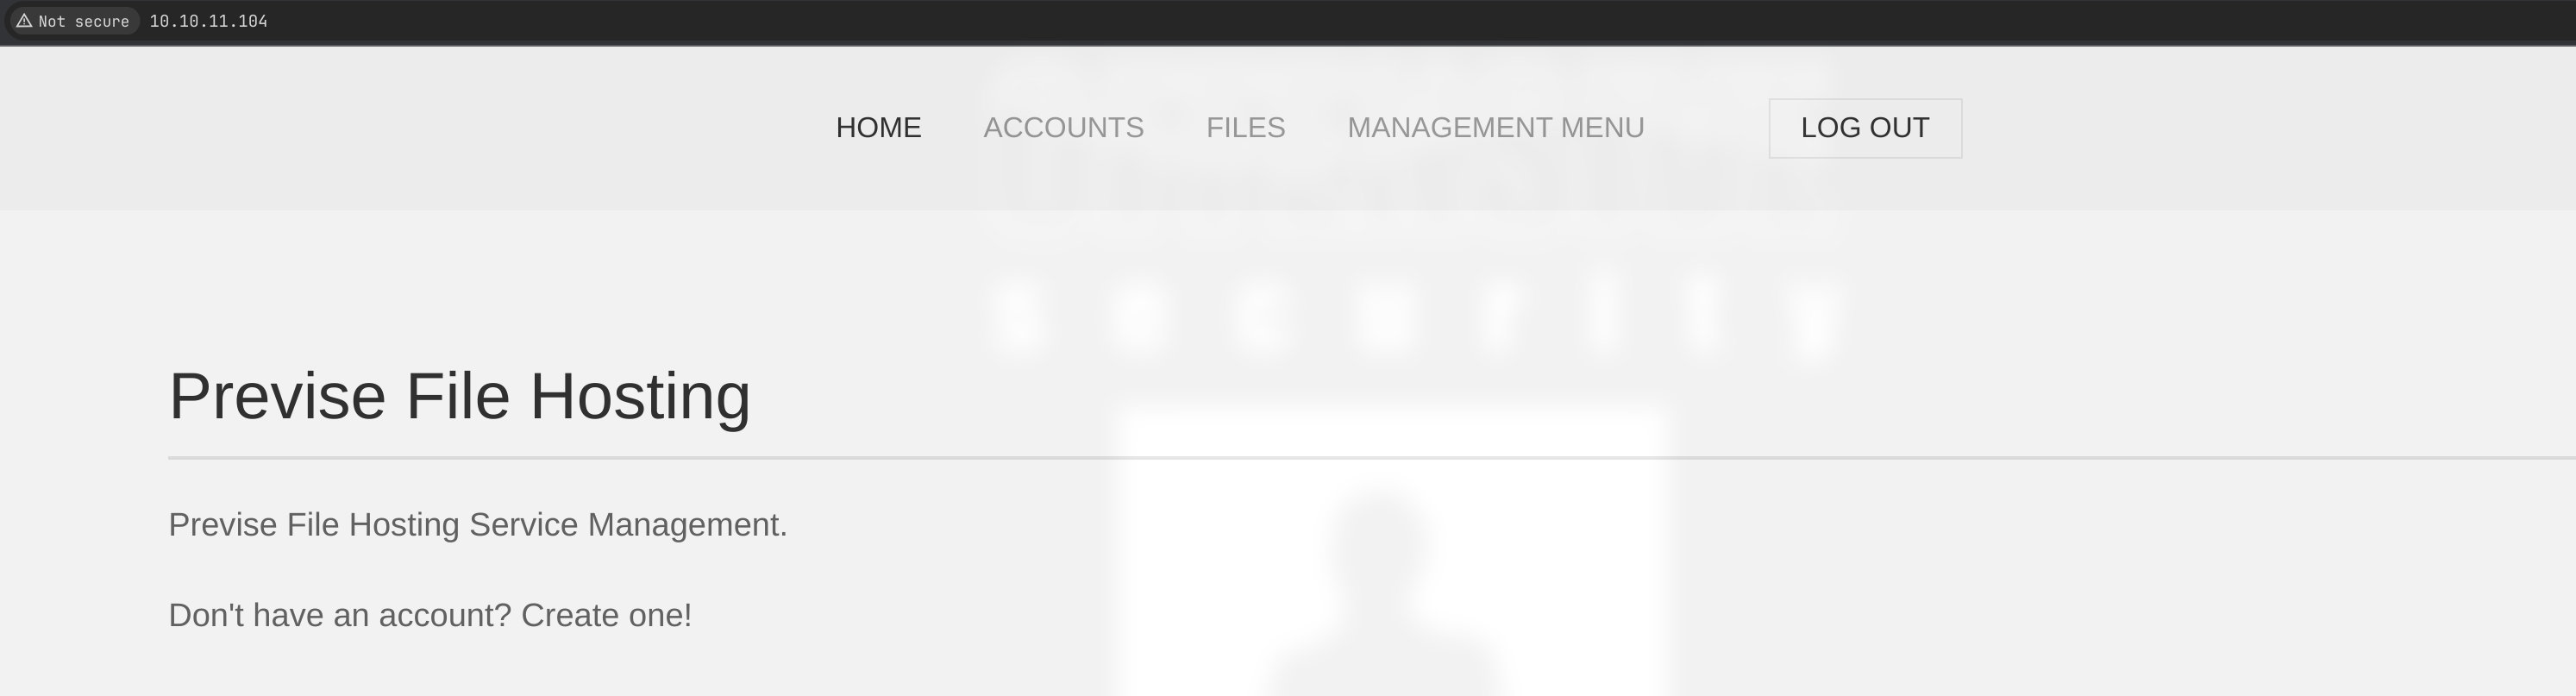 Not secure 10.10.11.104
HOME ACCOUNTS FILES MANAGEMENT MENU LOG OUT
security
Previse File Hosting
Previse File Hosting Service Management.
Don't have an account? Create one!